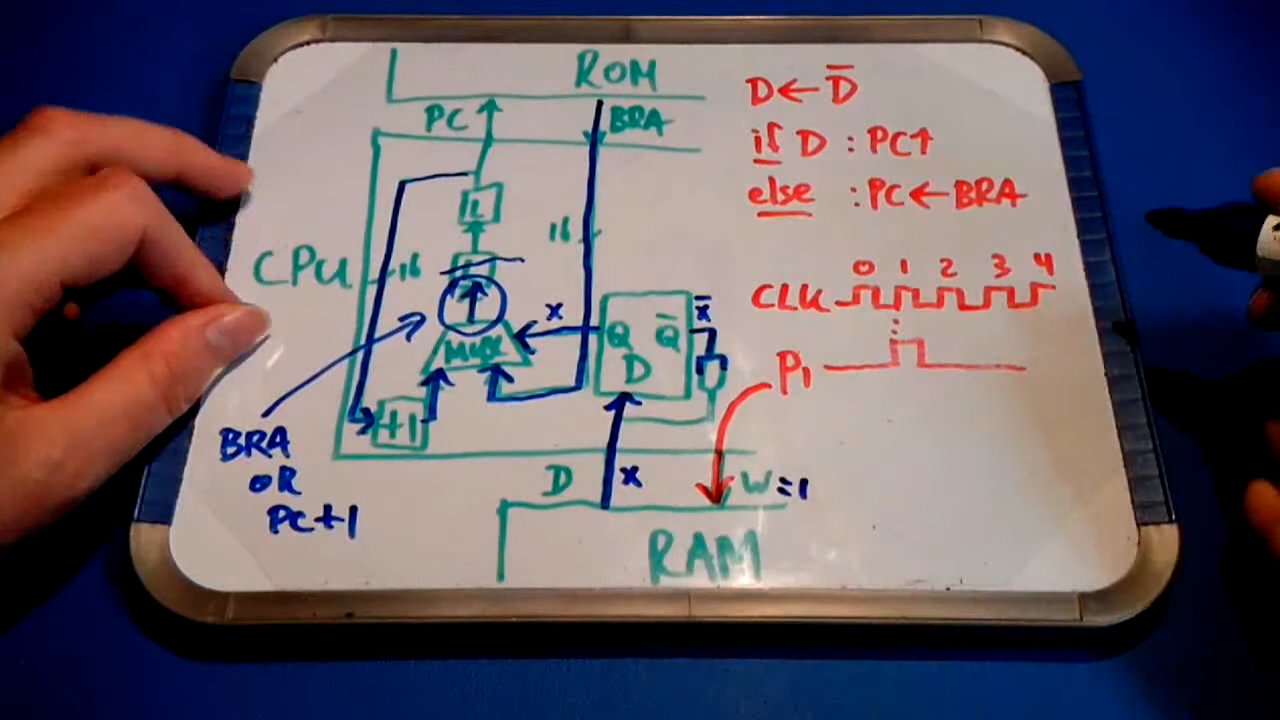 ROM
PC
BRA
L
16
CPU
16
MUX
x
x̄
Q Q̄
D
+1
BRA
OR
PC+1
D
x
W=1
RAM
D←D̄
if D : PC↑
else : PC←BRA
0 1 2 3 4
CLK
P1